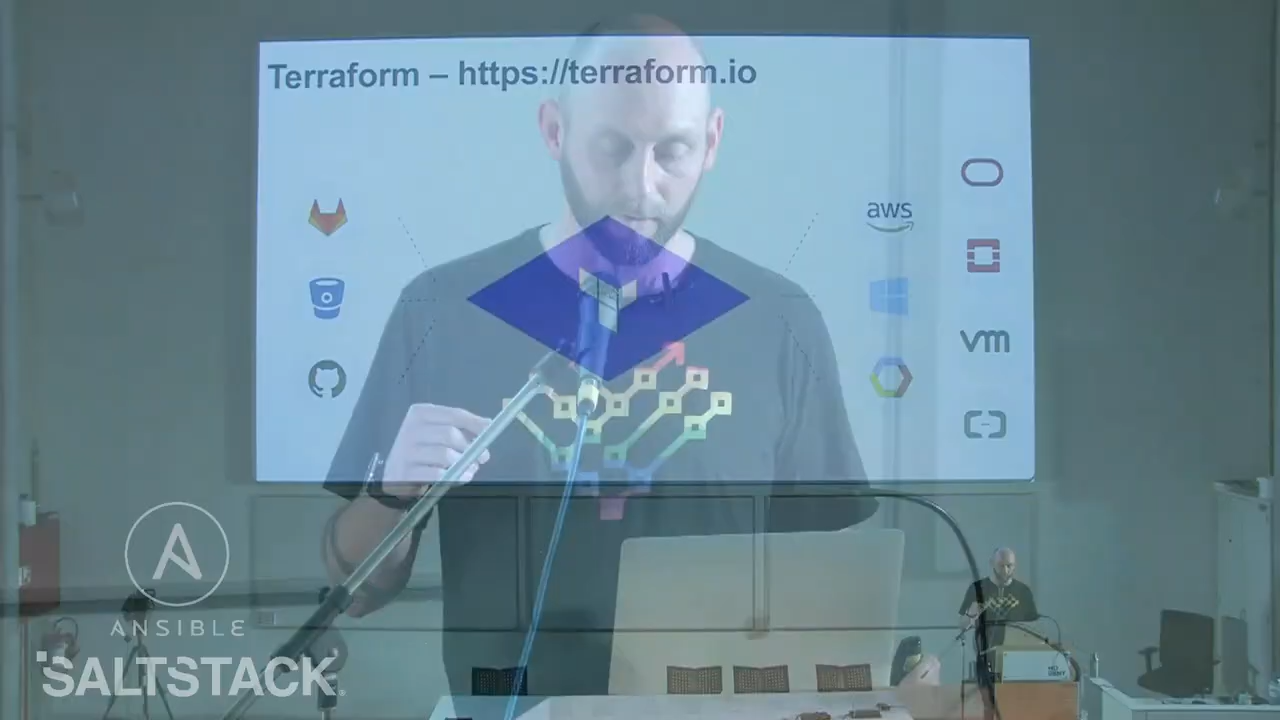 Terraform – https://terraform.io
aws
vm
ANSIBLE
SALTSTACK